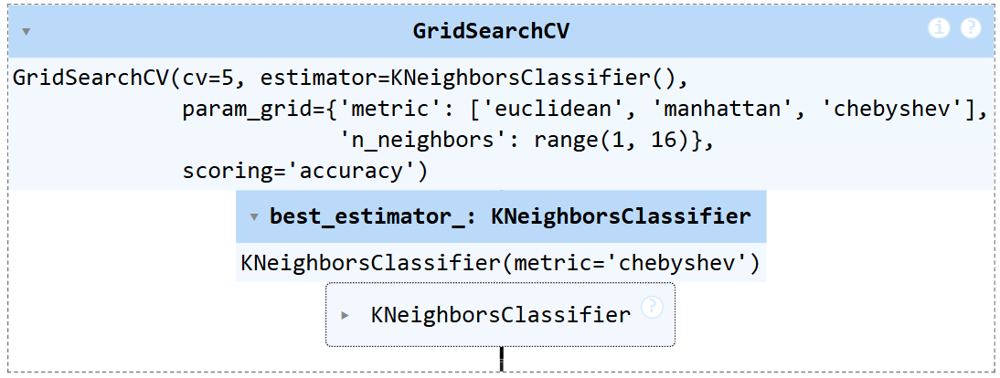 GridSearchCV
i ?
GridSearchCV(cv=5, estimator=KNeighborsClassifier(),
param_grid={'metric': ['euclidean', 'manhattan', 'chebyshev'],
'n_neighbors': range(1, 16)},
scoring='accuracy')
best_estimator_: KNeighborsClassifier
KNeighborsClassifier(metric='chebyshev')
KNeighborsClassifier ?